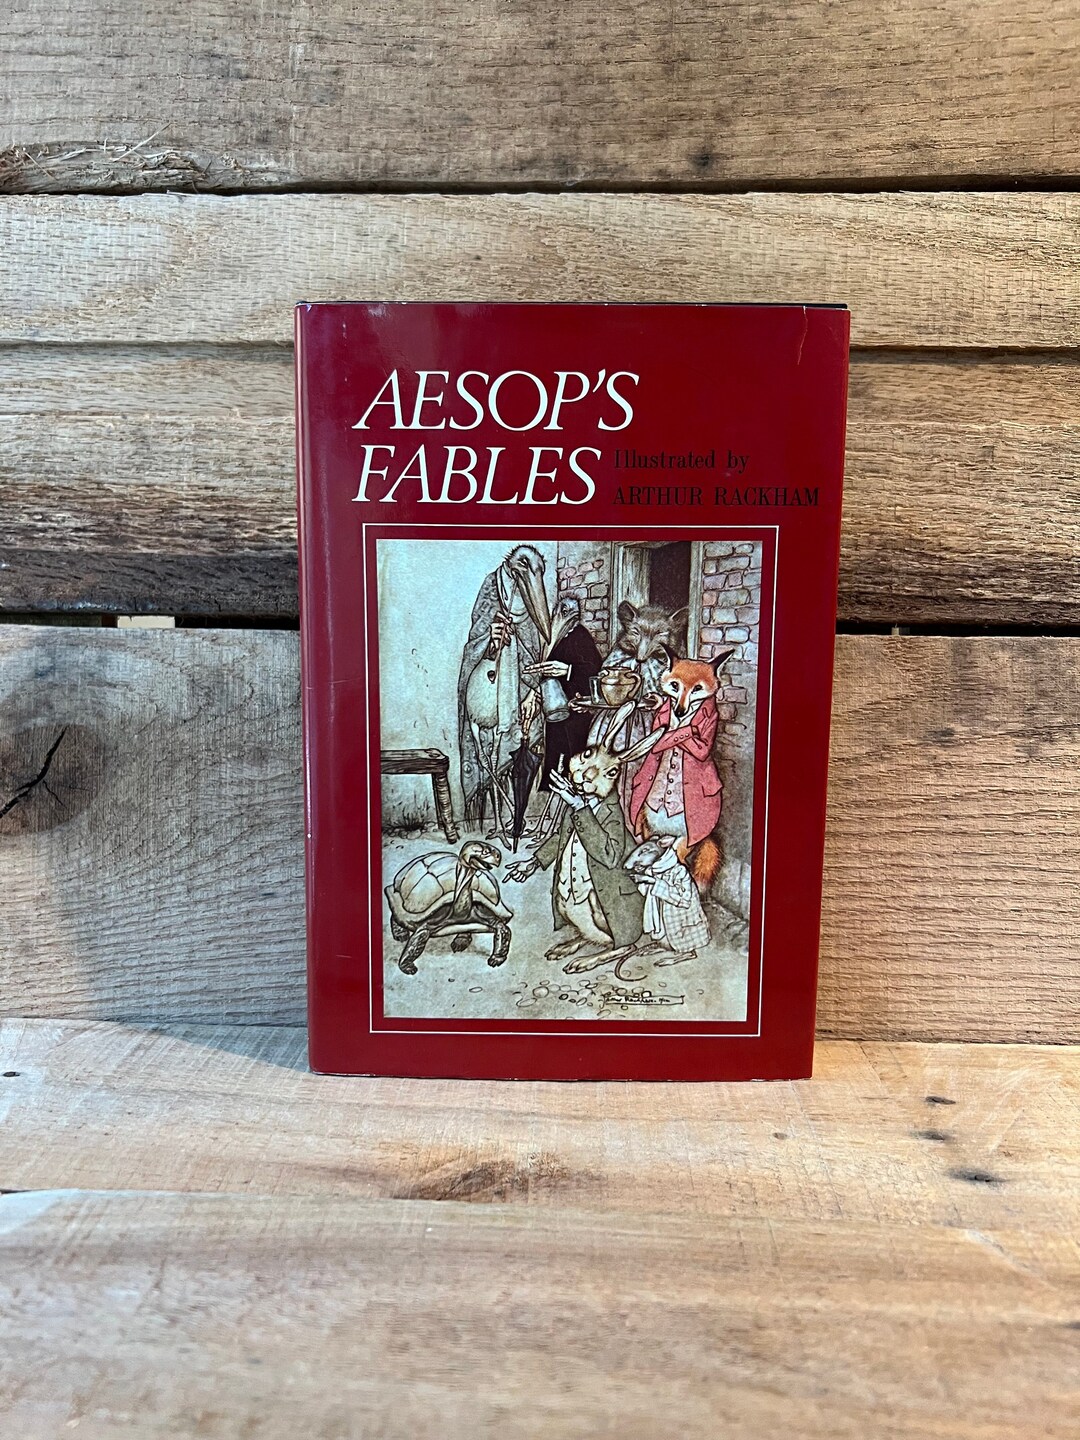 AESOP'S
FABLES
Illustrated by
ARTHUR RACKHAM